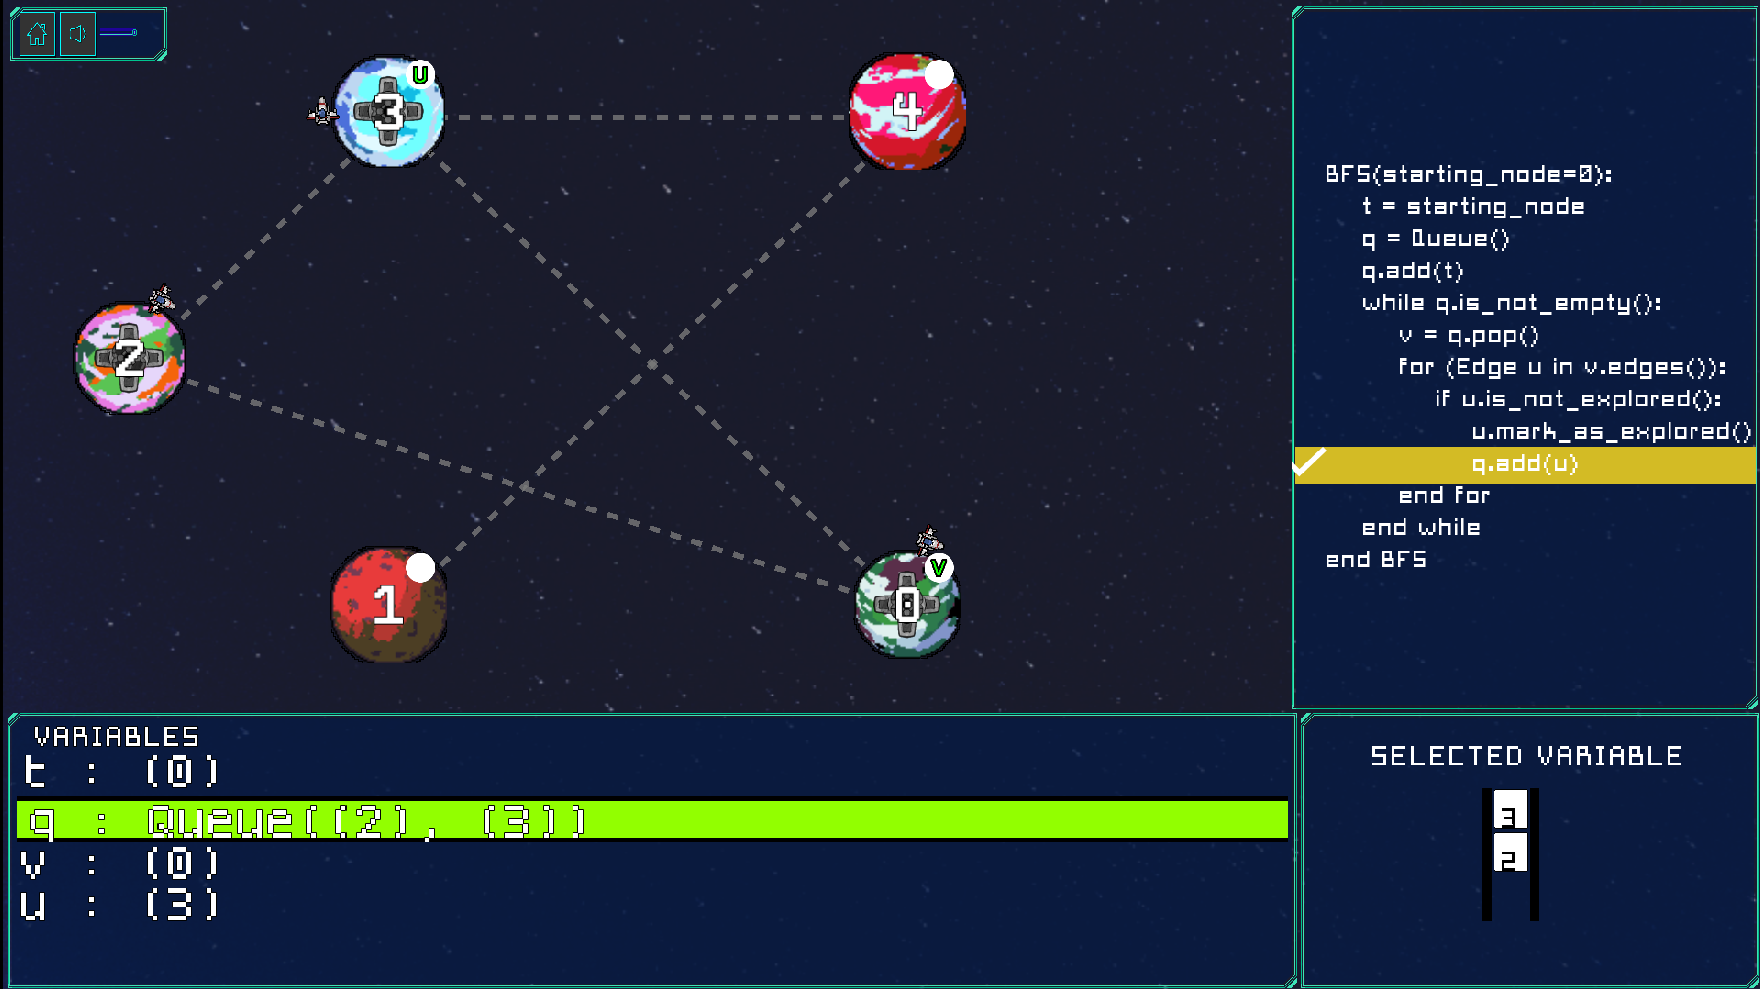 3
U
4
2
1
0
V
BFS(starting_node=0):
t = starting_node
q = Queue()
q.add(t)
while q.is_not_empty():
v = q.pop()
for (Edge u in v.edges()):
if u.is_not_explored():
u.mark_as_explored()
q.add(u)
end for
end while
end BFS
VARIABLES
t : (0)
q : Queue((2), (3))
v : (0)
u : (3)
SELECTED VARIABLE
3
2